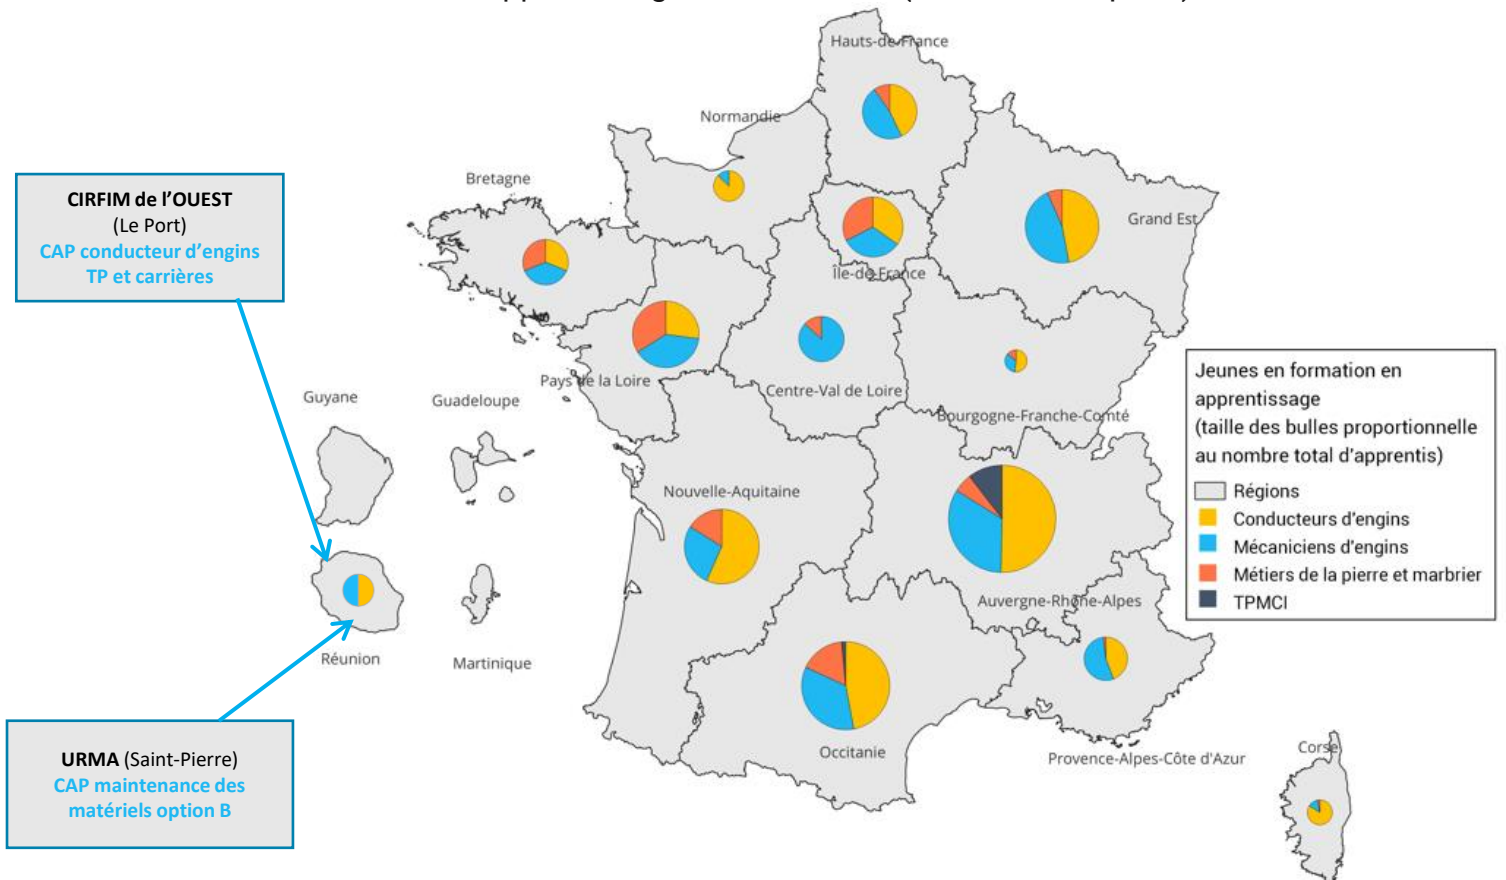 Hauts-de-France
Normandie
Bretagne
Grand Est
Île-de-France
Pays de la Loire
Centre-Val de Loire
Bourgogne-Franche-Comté
Nouvelle-Aquitaine
Auvergne-Rhône-Alpes
Occitanie
Provence-Alpes-Côte d'Azur
Corse
Guyane
Guadeloupe
Réunion
Martinique
CIRFIM de l'OUEST
(Le Port)
CAP conducteur d'engins
TP et carrières
URMA (Saint-Pierre)
CAP maintenance des
matériels option B
Jeunes en formation en
apprentissage
(taille des bulles proportionnelle
au nombre total d'apprentis)
Régions
Conducteurs d'engins
Mécaniciens d'engins
Métiers de la pierre et marbrier
TPMCI